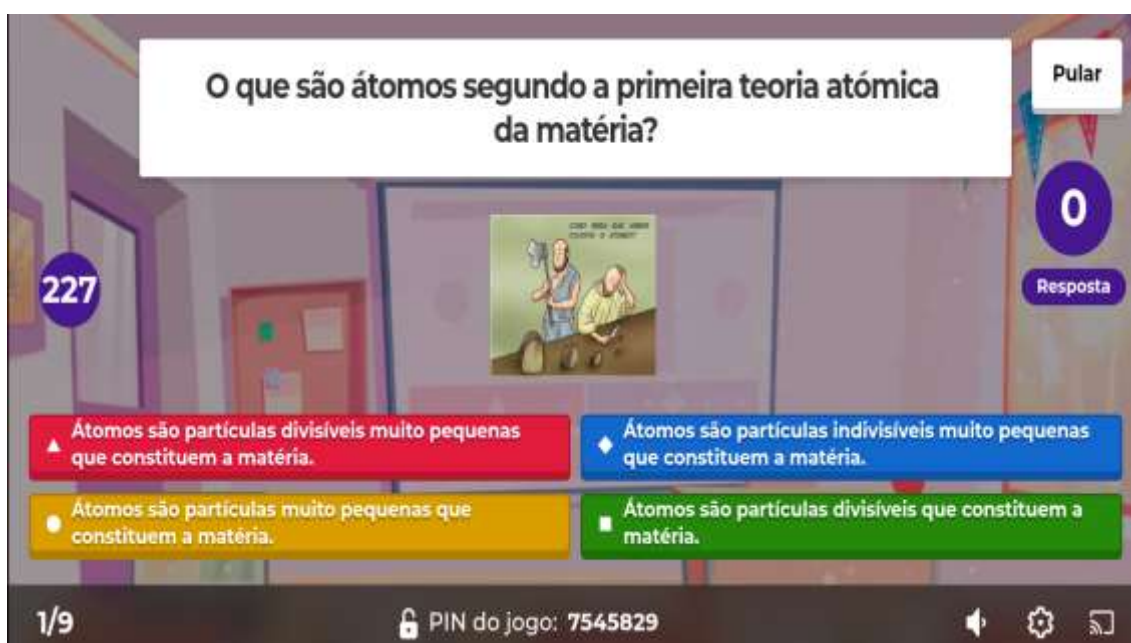 O que são átomos segundo a primeira teoria atómica
da matéria?
Pular
0
Resposta
227
Átomos são partículas divisíveis muito pequenas
que constituem a matéria.
Átomos são partículas indivisíveis muito pequenas
que constituem a matéria.
Átomos são partículas muito pequenas que
constituem a matéria.
Átomos são partículas divisíveis que constituem a
matéria.
1/9
PIN do jogo: 7545829